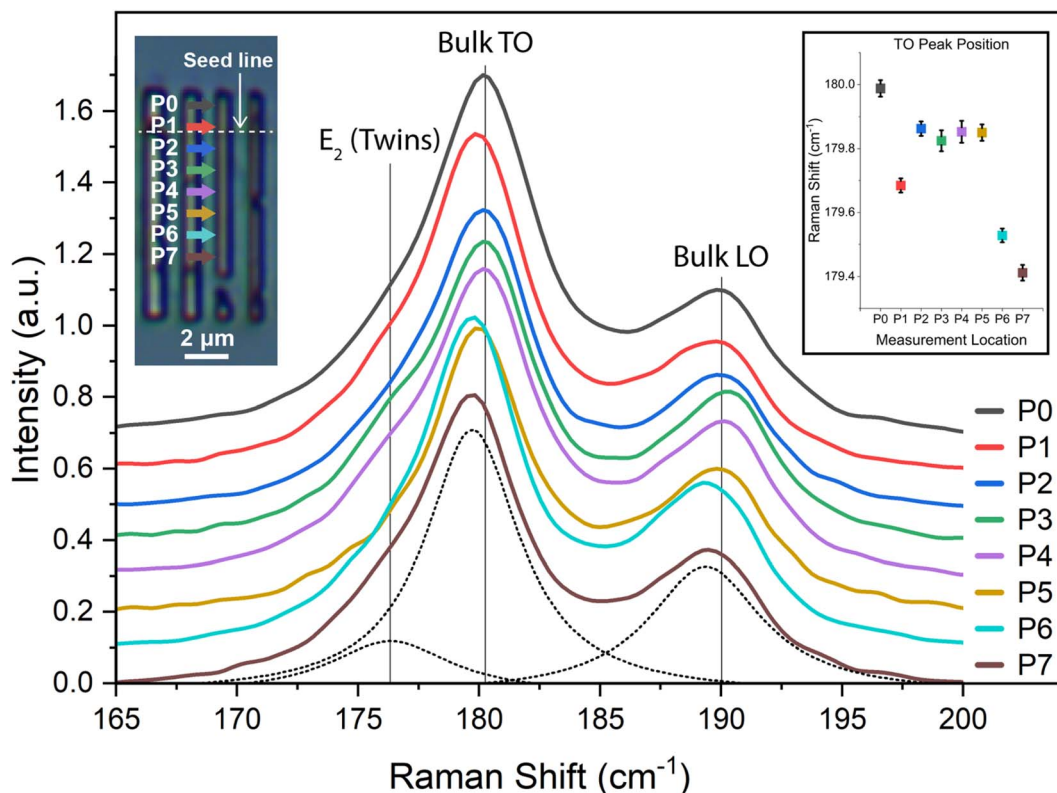 Bulk TO
E₂ (Twins)
Bulk LO
Seed line
P0
P1
P2
P3
P4
P5
P6
P7
2 μm
TO Peak Position
Raman Shift (cm⁻¹)
180.0
179.8
179.6
179.4
P0 P1 P2 P3 P4 P5 P6 P7
Measurement Location
P0
P1
P2
P3
P4
P5
P6
P7
Intensity (a.u.)
1.6
1.4
1.2
1.0
0.8
0.6
0.4
0.2
0.0
165 170 175 180 185 190 195 200
Raman Shift (cm⁻¹)